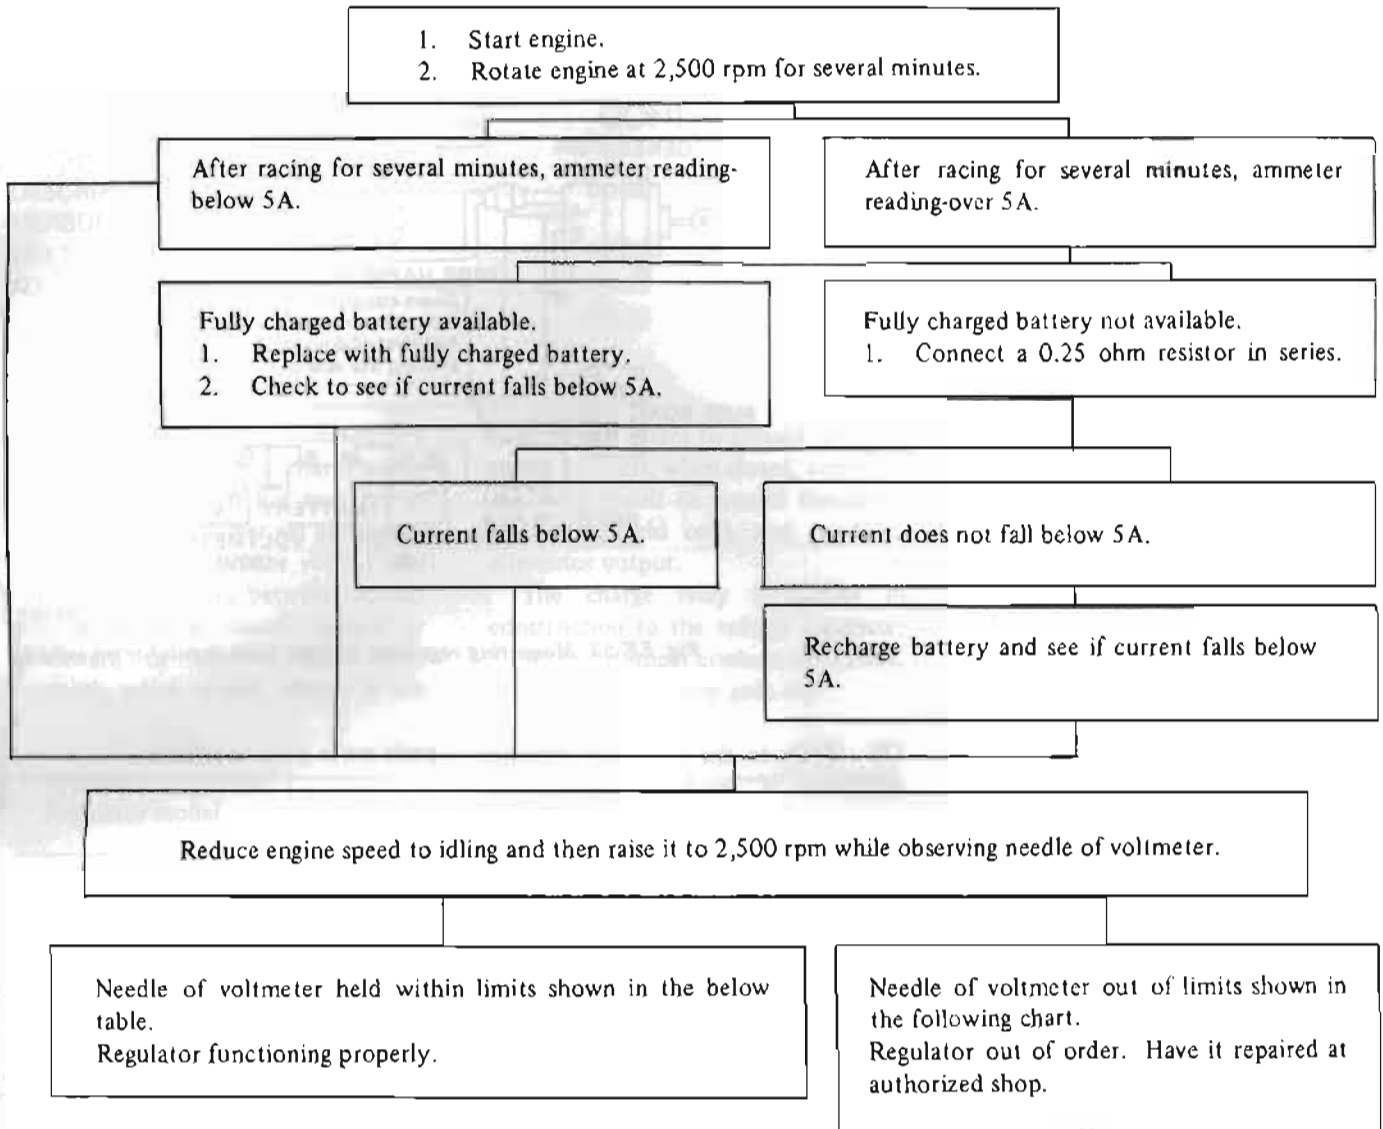 1. Start engine.
2. Rotate engine at 2,500 rpm for several minutes.
After racing for several minutes, ammeter reading-
below 5A.
After racing for several minutes, ammeter
reading-over 5A.
Fully charged battery available.
1. Replace with fully charged battery.
2. Check to see if current falls below 5A.
Fully charged battery not available.
1. Connect a 0.25 ohm resistor in series.
Current falls below 5A.
Current does not fall below 5A.
Recharge battery and see if current falls below
5A.
Reduce engine speed to idling and then raise it to 2,500 rpm while observing needle of voltmeter.
Needle of voltmeter held within limits shown in the below
table.
Regulator functioning properly.
Needle of voltmeter out of limits shown in
the following chart.
Regulator out of order. Have it repaired at
authorized shop.